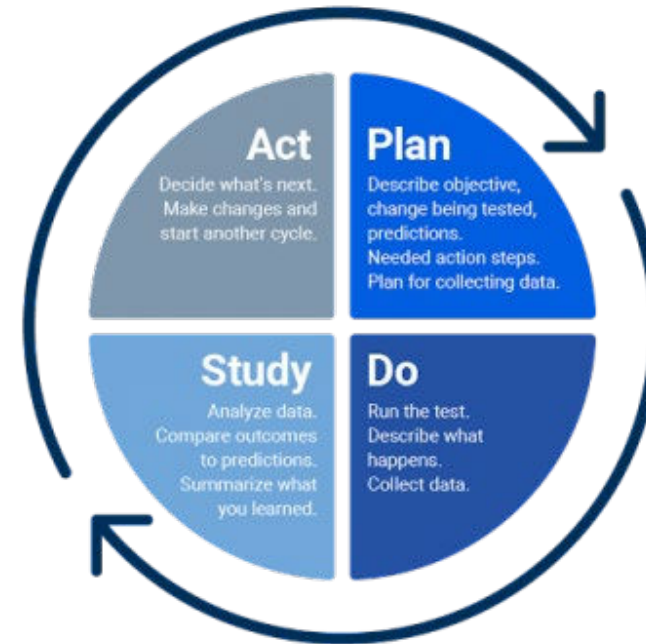 Act
Decide what's next.
Make changes and
start another cycle.
Plan
Describe objective,
change being tested,
predictions.
Needed action steps.
Plan for collecting data.
Study
Analyze data.
Compare outcomes
to predictions.
Summarize what
you learned.
Do
Run the test.
Describe what
happens.
Collect data.